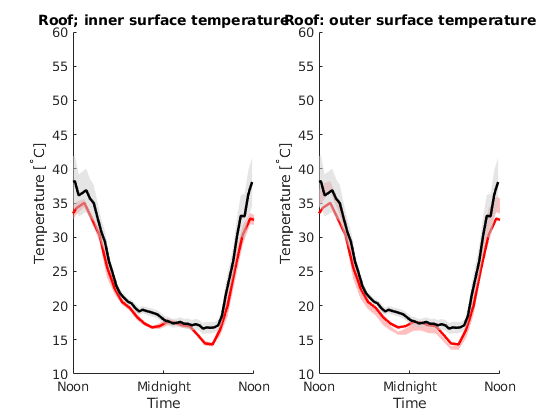 Roof; inner surface temperature
Roof: outer surface temperature
60
55
50
45
40
35
30
25
20
15
10
Temperature [˚C]
Noon
Midnight
Noon
Time
60
55
50
45
40
35
30
25
20
15
10
Temperature [˚C]
Noon
Midnight
Noon
Time